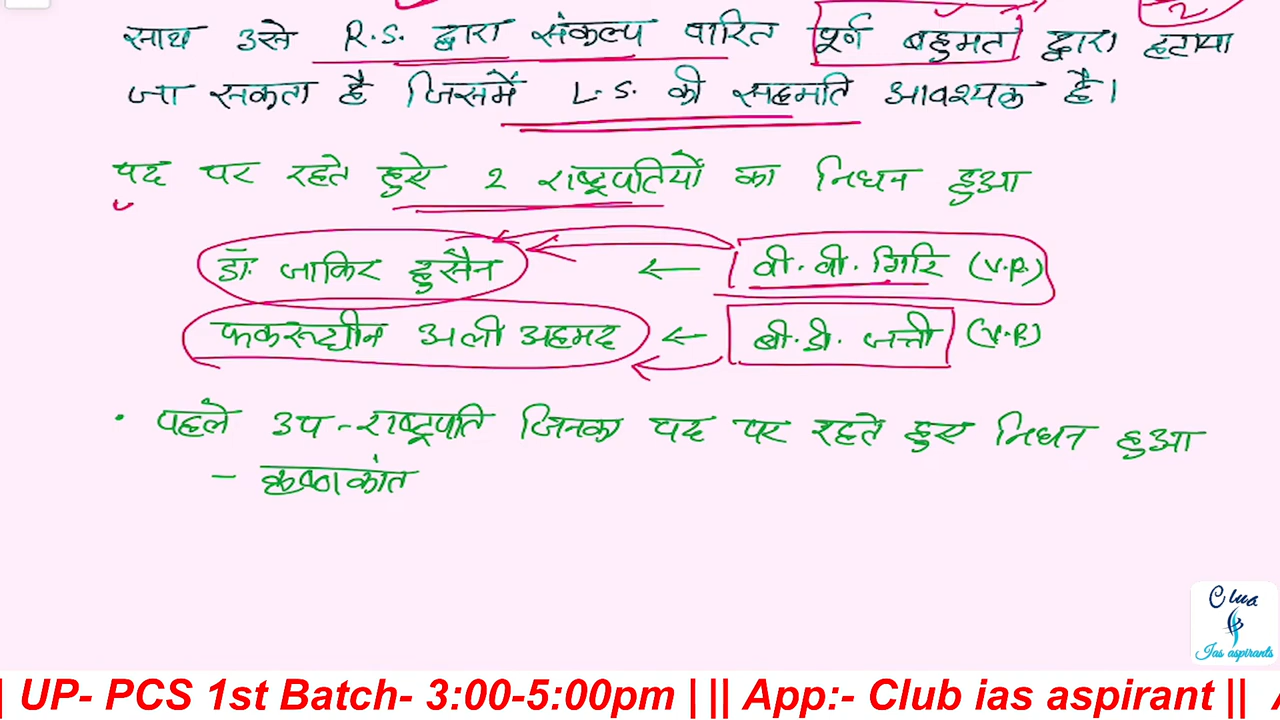 साथ उसे R.S. द्वारा संकल्प पारित पूर्ण बहुमत द्वारा हटाया
जा सकता है जिसमें L.S. की सहमति आवश्यक है।
पद पर रहते हुऐ 2 राष्ट्रपतियों का निधन हुआ
डॉ. जाकिर हुसैन ← वी. वी. गिरि (V.P.)
फकरूद्दीन अली अहमद ← बी. डी. जत्ती (V.P.)
• पहले उप-राष्ट्रपति जिनका पद पर रहते हुए निधन हुआ
– कृष्णकांत
Club
Ias aspirants
| UP- PCS 1st Batch- 3:00-5:00pm | || App:- Club ias aspirant ||